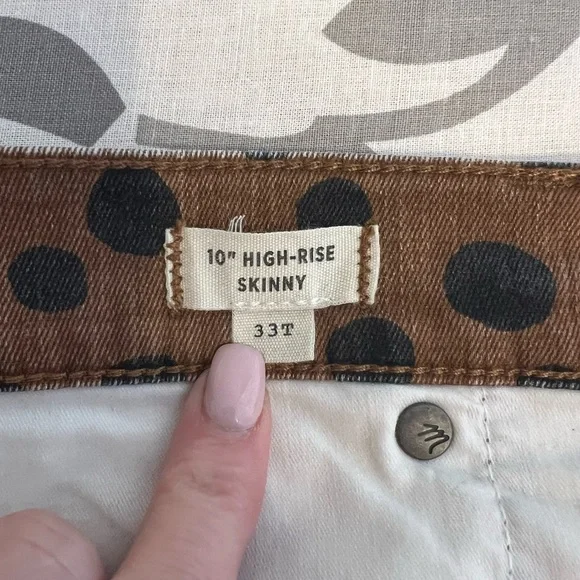 10" HIGH-RISE
SKINNY
33T
m